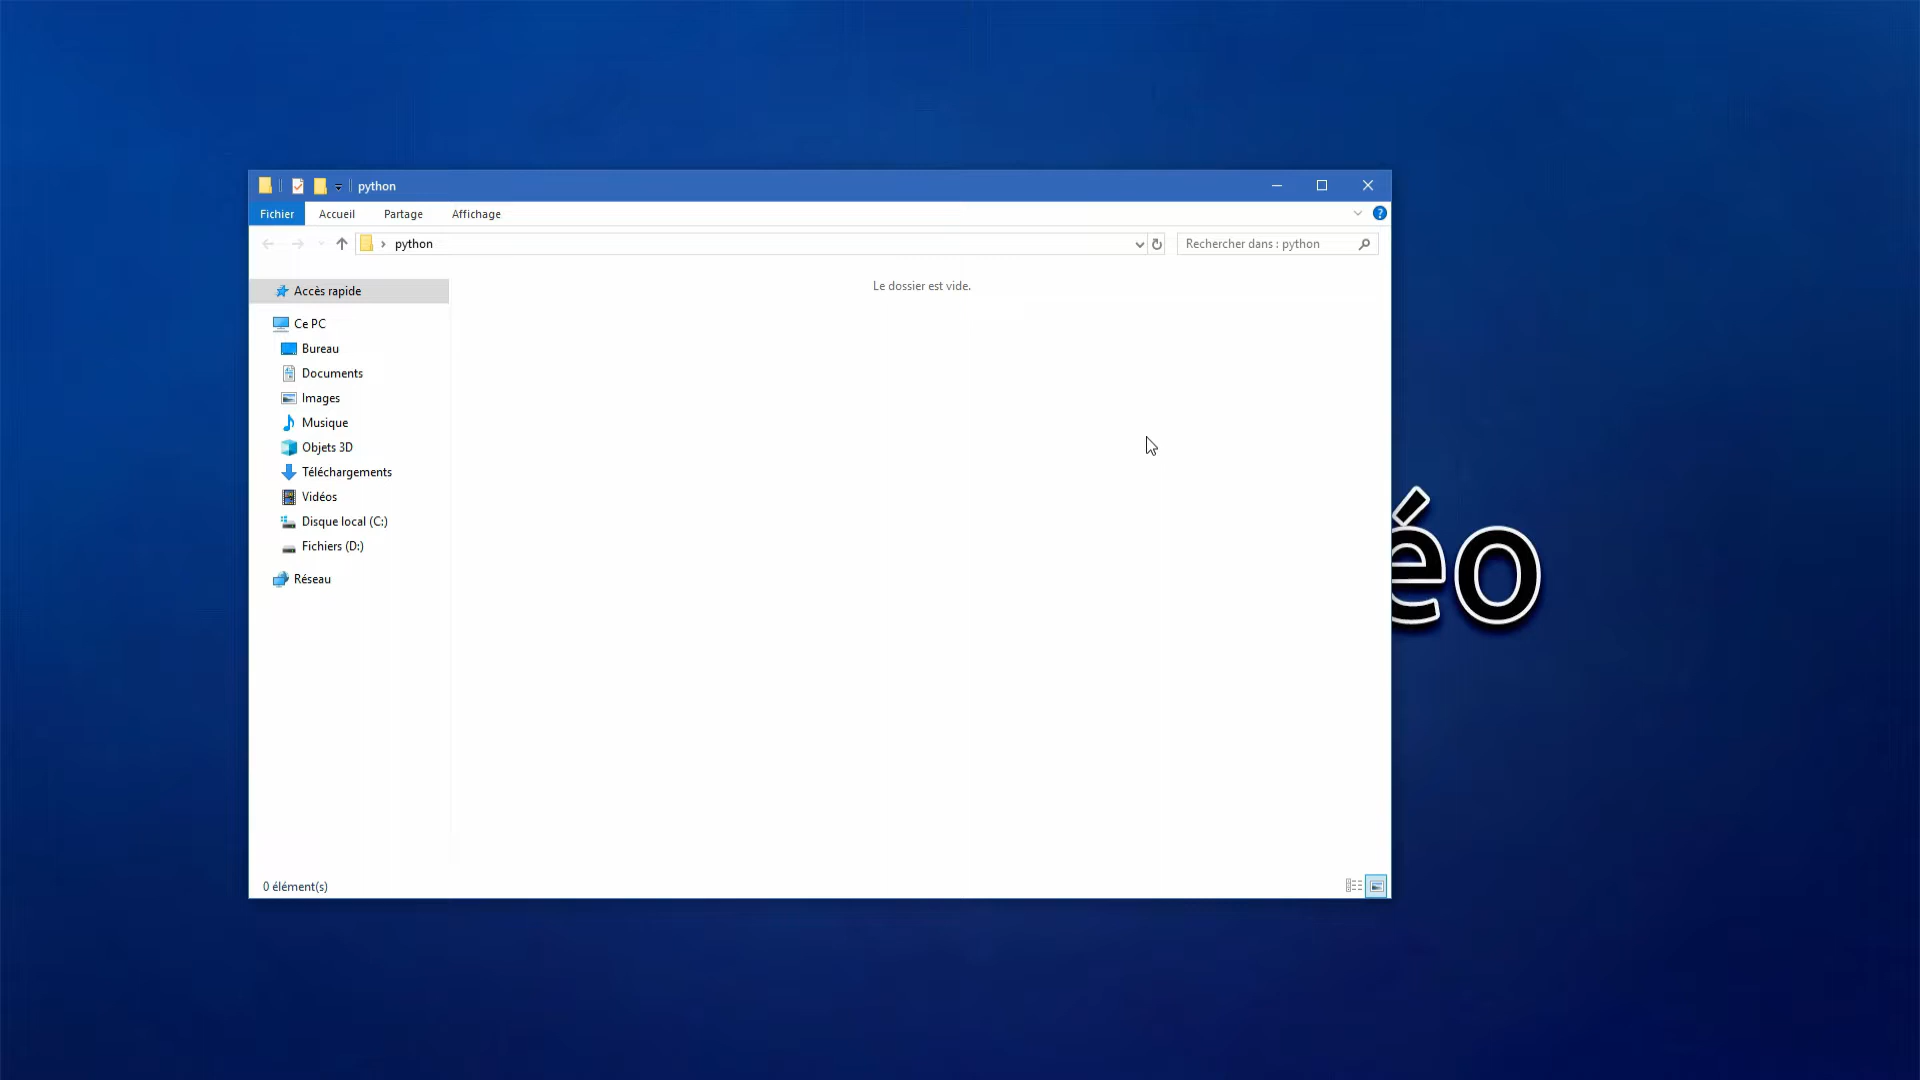 python
Fichier Accueil Partage Affichage
python
Rechercher dans : python
Accès rapide
Le dossier est vide.
Ce PC
Bureau
Documents
Images
Musique
Objets 3D
Téléchargements
Vidéos
Disque local (C:)
Fichiers (D:)
Réseau
éo
0 élément(s)